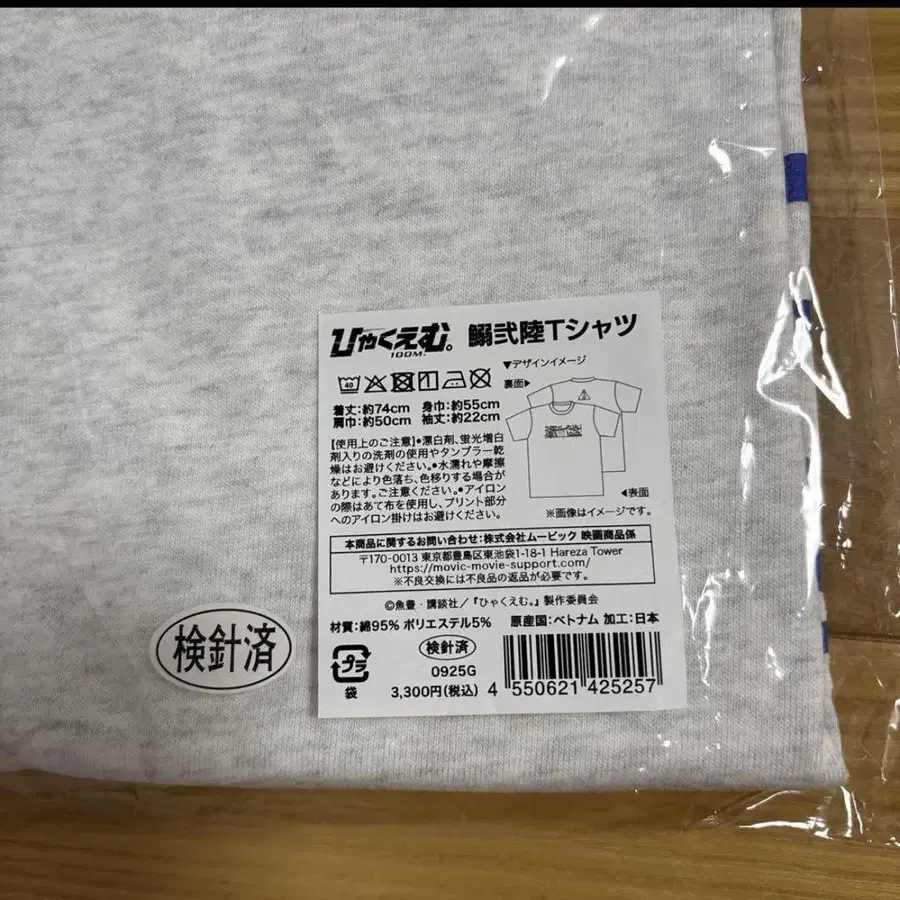 ひゃくえむ。 鰯弐陸Tシャツ
100M.
40
▼デザインイメージ
裏面▶
着丈:約74cm 身巾:約55cm
肩巾:約50cm 袖丈:約22cm
【使用上のご注意】●漂白剤、蛍光増白
剤入りの洗剤の使用やタンブラー乾
燥はお避けください。●水濡れや摩擦
などにより色落ち、色移りする場合が
あります。ご注意ください。●アイロン
の際はあて布を使用し、プリント部分
へのアイロン掛けはお避けください。
◀表面
※画像はイメージです。
本商品に関するお問い合わせ:株式会社ムービック 映画商品係
〒170-0013 東京都豊島区東池袋1-18-1 Hareza Tower
https://movic-movie-support.com/
※不良交換には不良品の返品が必要です。
©魚豊・講談社/『ひゃくえむ。』製作委員会
材質:綿95% ポリエステル5% 原産国:ベトナム 加工:日本
プラ
袋
検針済
0925G
3,300円(税込)
4 550621 425257
検針済